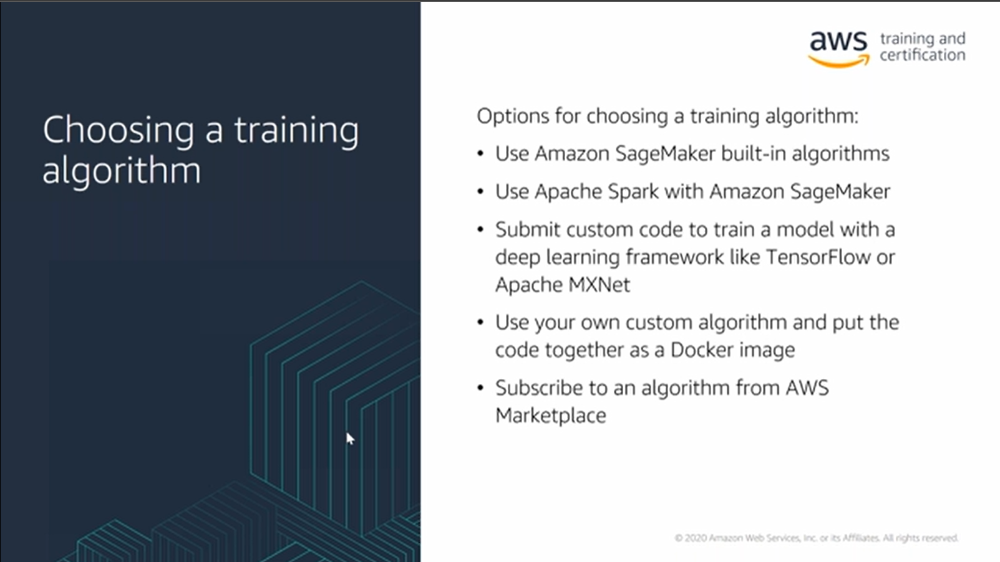 aws training and
certification
Choosing a training
algorithm
Options for choosing a training algorithm:
• Use Amazon SageMaker built-in algorithms
• Use Apache Spark with Amazon SageMaker
• Submit custom code to train a model with a
deep learning framework like TensorFlow or
Apache MXNet
• Use your own custom algorithm and put the
code together as a Docker image
• Subscribe to an algorithm from AWS
Marketplace
© 2020 Amazon Web Services, Inc. or its Affiliates. All rights reserved.